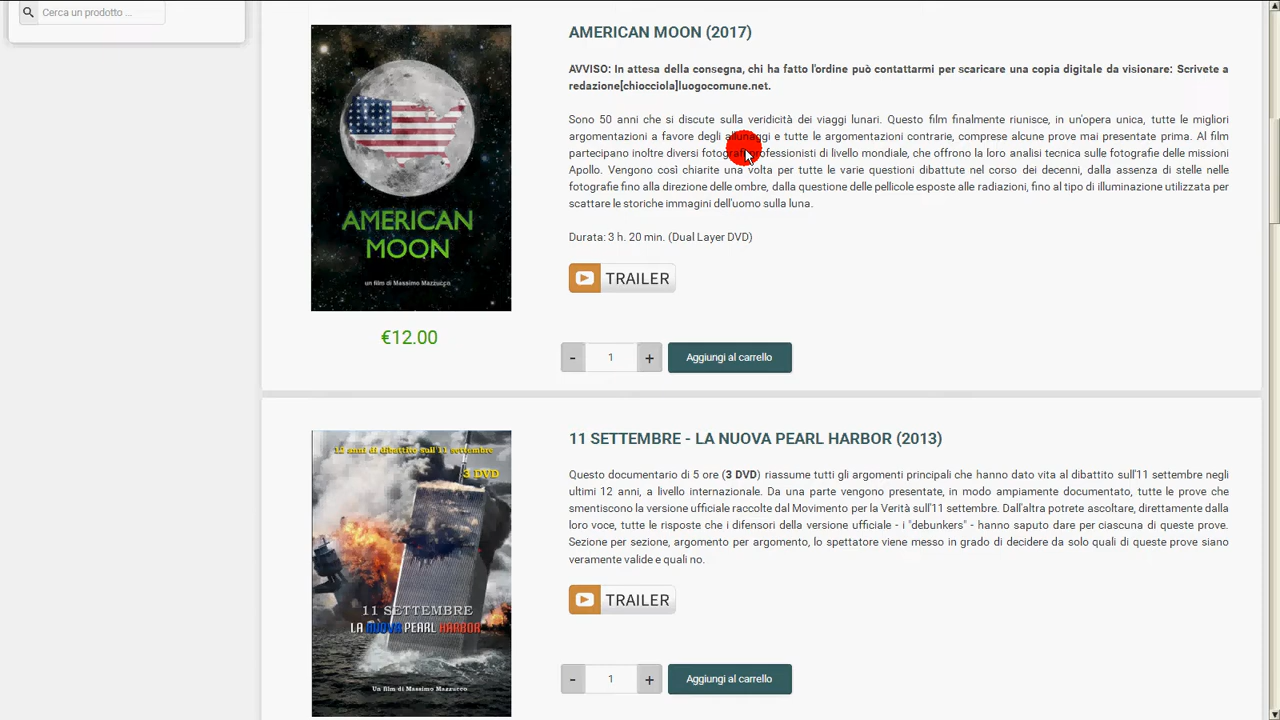 Cerca un prodotto ...
AMERICAN MOON (2017)
AVVISO: In attesa della consegna, chi ha fatto l'ordine può contattarmi per scaricare una copia digitale da visionare: Scrivete a
redazione[chiocciola]luogocomune.net.
Sono 50 anni che si discute sulla veridicità dei viaggi lunari. Questo film finalmente riunisce, in un'opera unica, tutte le migliori
argomentazioni a favore degli allunaggi e tutte le argomentazioni contrarie, comprese alcune prove mai presentate prima. Al film
partecipano inoltre diversi fotografi professionisti di livello mondiale, che offrono la loro analisi tecnica sulle fotografie delle missioni
Apollo. Vengono così chiarite una volta per tutte le varie questioni dibattute nel corso dei decenni, dalla assenza di stelle nelle
fotografie fino alla direzione delle ombre, dalla questione delle pellicole esposte alle radiazioni, fino al tipo di illuminazione utilizzata per
scattare le storiche immagini dell'uomo sulla luna.
Durata: 3 h. 20 min. (Dual Layer DVD)
TRAILER
AMERICAN
MOON
un film di Massimo Mazzucco
€12.00
- 1 + Aggiungi al carrello
11 SETTEMBRE - LA NUOVA PEARL HARBOR (2013)
Questo documentario di 5 ore (3 DVD) riassume tutti gli argomenti principali che hanno dato vita al dibattito sull'11 settembre negli
ultimi 12 anni, a livello internazionale. Da una parte vengono presentate, in modo ampiamente documentato, tutte le prove che
smentiscono la versione ufficiale raccolte dal Movimento per la Verità sull'11 settembre. Dall'altra potrete ascoltare, direttamente dalla
loro voce, tutte le risposte che i difensori della versione ufficiale - i "debunkers" - hanno saputo dare per ciascuna di queste prove.
Sezione per sezione, argomento per argomento, lo spettatore viene messo in grado di decidere da solo quali di queste prove siano
veramente valide e quali no.
TRAILER
12 anni di dibattito sull'11 settembre
3 DVD
11 SETTEMBRE
LA NUOVA PEARL HARBOR
Un film di Massimo Mazzucco
- 1 + Aggiungi al carrello